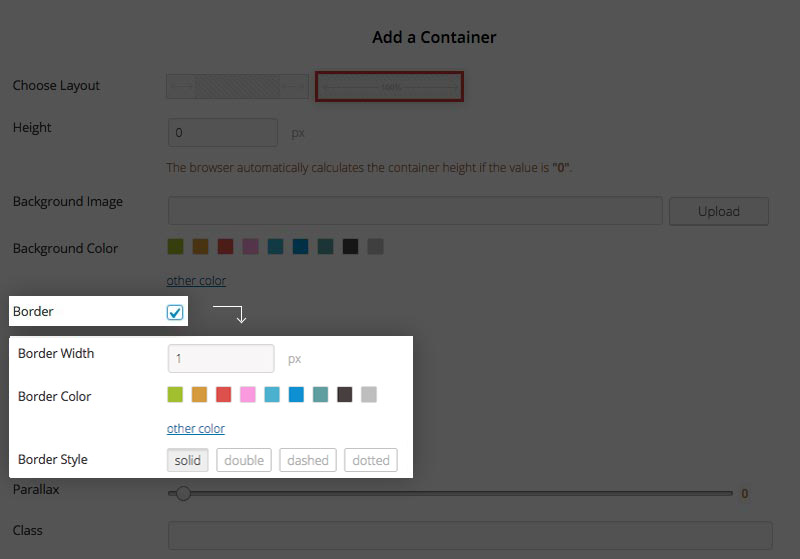 Add a Container
Choose Layout
100%
Height
0
px
The browser automatically calculates the container height if the value is "0".
Background Image
Upload
Background Color
other color
Border
Border Width
1
px
Border Color
other color
Border Style
solid
double
dashed
dotted
Parallax
0
Class